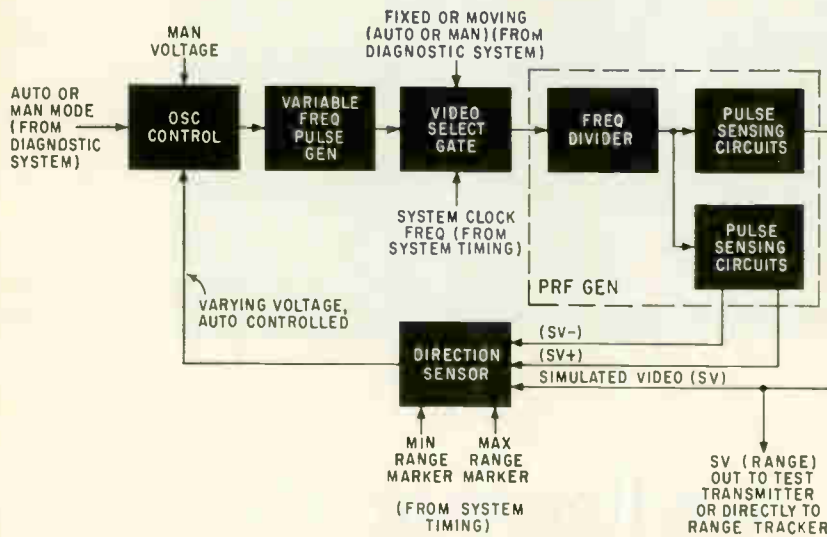 FIXED OR MOVING
(AUTO OR MAN)(FROM
DIAGNOSTIC SYSTEM)
MAN
VOLTAGE
AUTO OR
MAN MODE
(FROM
DIAGNOSTIC
SYSTEM)
OSC
CONTROL
VARIABLE
FREQ
PULSE
GEN
VIDEO
SELECT
GATE
FREQ
DIVIDER
PULSE
SENSING
CIRCUITS
SYSTEM CLOCK
FREQ (FROM
SYSTEM TIMING)
PULSE
SENSING
CIRCUITS
PRF GEN
VARYING VOLTAGE,
AUTO CONTROLLED
DIRECTION
SENSOR
(SV-)
(SV+)
SIMULATED VIDEO (SV)
MIN
RANGE
MARKER
MAX
RANGE
MARKER
(FROM SYSTEM
TIMING)
SV (RANGE)
OUT TO TEST
TRANSMITTER
OR DIRECTLY TO
RANGE TRACKER